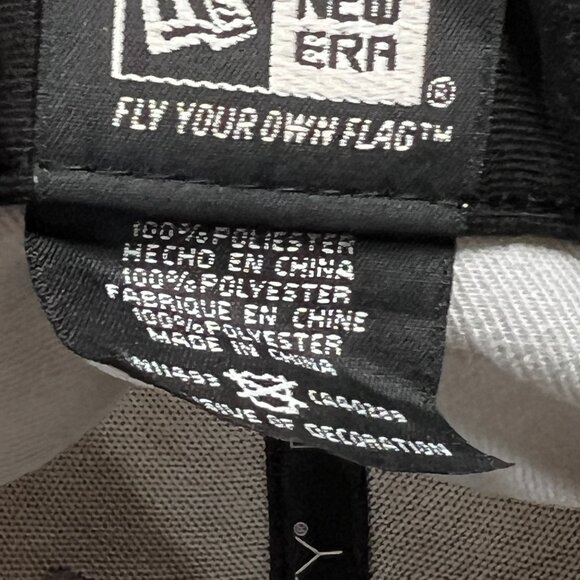 NEW
ERA
®
FLY YOUR OWN FLAG™
100% POLIESTER
HECHO EN CHINA
100% POLYESTER
FABRIQUE EN CHINE
100% POLYESTER
MADE IN CHINA
OF DECORATION
Y®